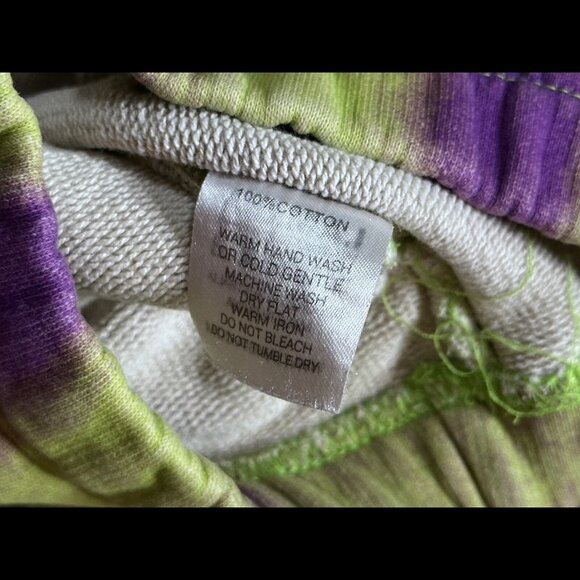 100%COTTON
WARM HAND WASH
OR COLD GENTLE
MACHINE WASH
DRY FLAT
WARM IRON
DO NOT BLEACH
DO NOT TUMBLE DRY